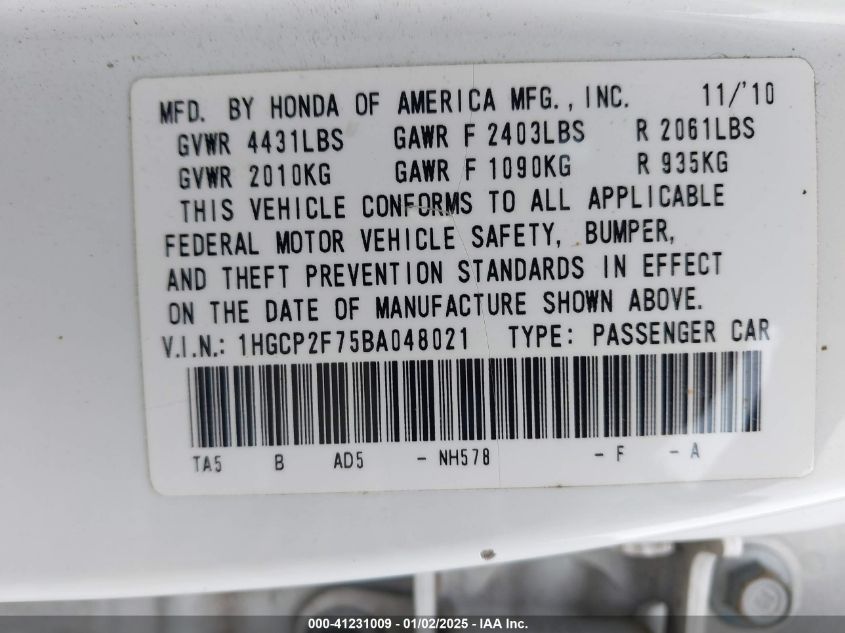 MFD. BY HONDA OF AMERICA MFG., INC. 11/'10
GVWR 4431LBS GAWR F 2403LBS R 2061LBS
GVWR 2010KG GAWR F 1090KG R 935KG
THIS VEHICLE CONFORMS TO ALL APPLICABLE
FEDERAL MOTOR VEHICLE SAFETY, BUMPER,
AND THEFT PREVENTION STANDARDS IN EFFECT
ON THE DATE OF MANUFACTURE SHOWN ABOVE.
V.I.N.: 1HGCP2F75BA048021 TYPE: PASSENGER CAR
TA5 B AD5 - NH578 - F - A
000-41231009 - 01/02/2025 - IAA Inc.